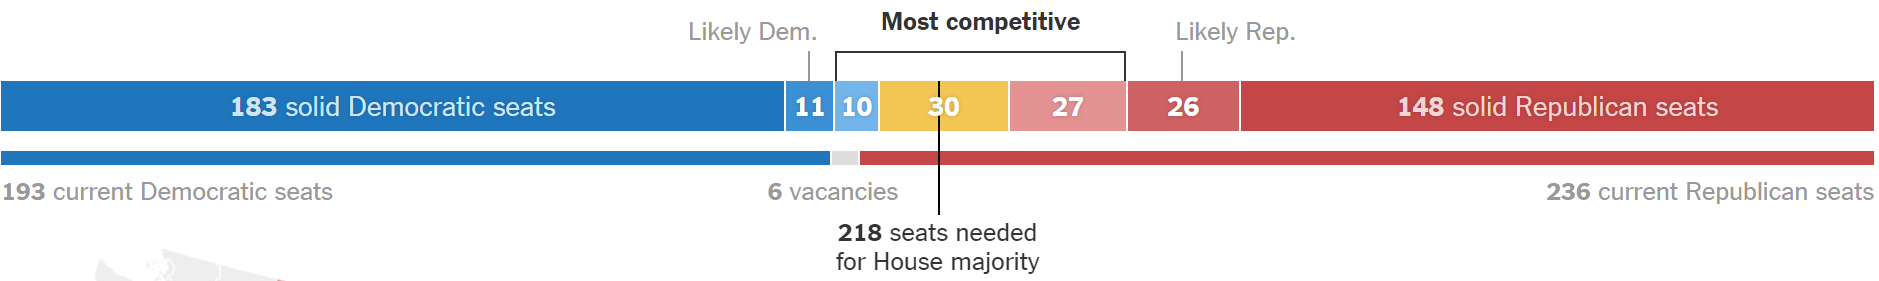 Most competitive
Likely Dem.
Likely Rep.
183 solid Democratic seats
11
10
30
27
26
148 solid Republican seats
193 current Democratic seats
6 vacancies
236 current Republican seats
218 seats needed
for House majority